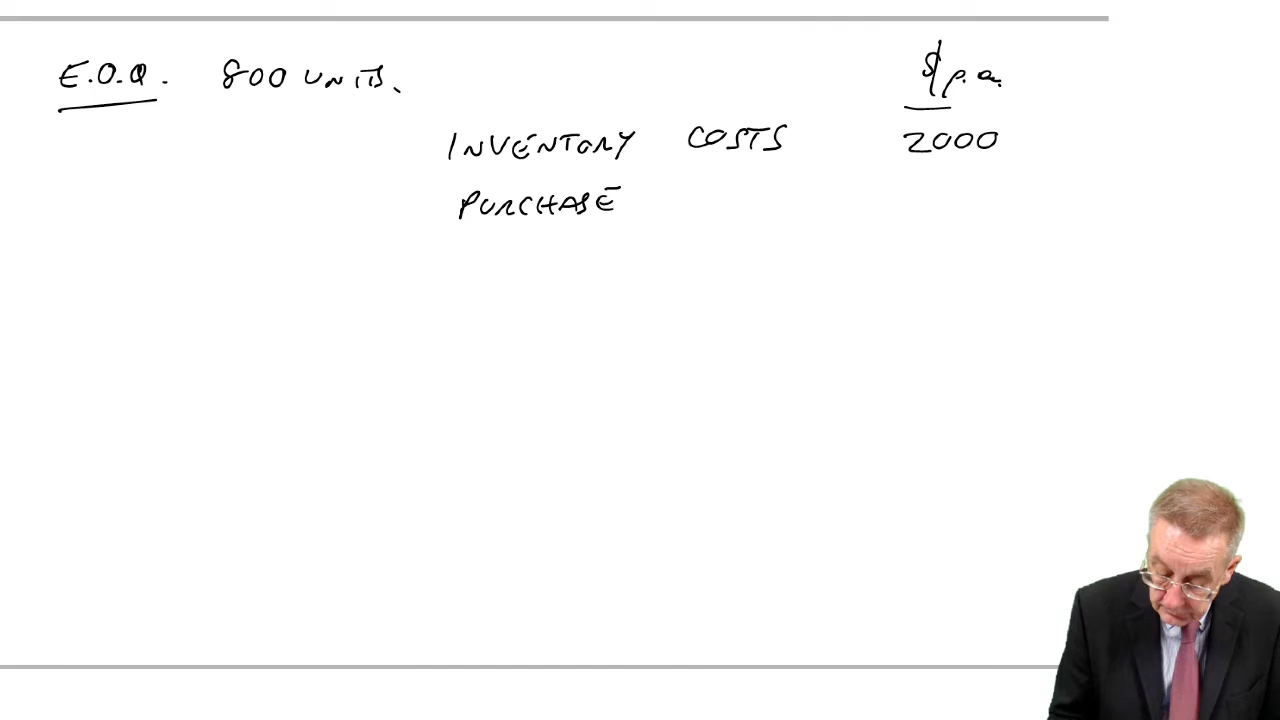 E.O.Q. 800 UNITS. $ p.a.
INVENTORY COSTS 2000
PURCHASE